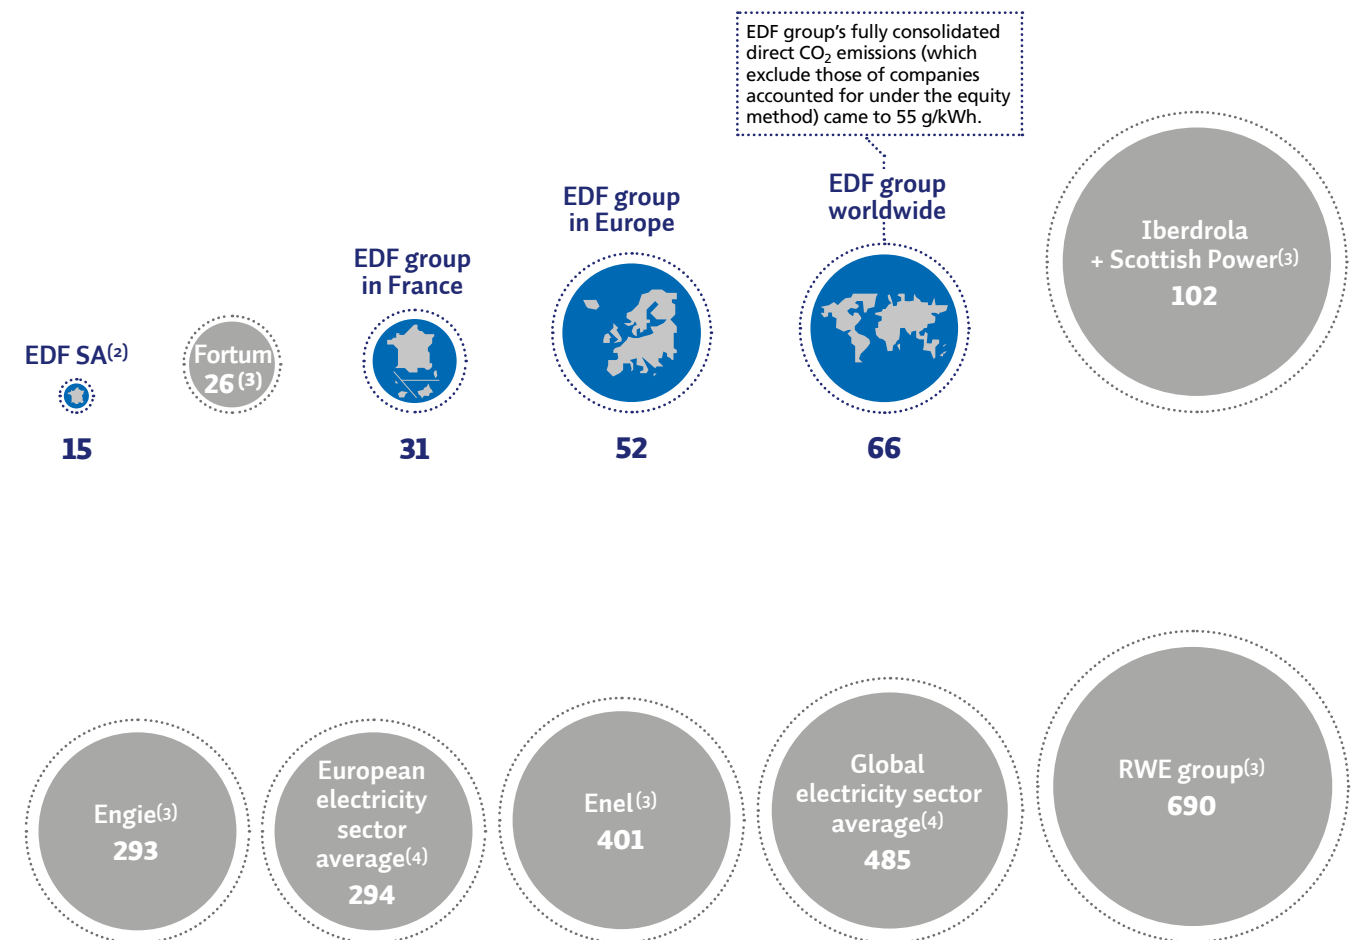 EDF group’s fully consolidated
direct CO₂ emissions (which
exclude those of companies
accounted for under the equity
method) came to 55 g/kWh.
EDF SA(2)
15
Fortum
26 (3)
EDF group
in France
31
EDF group
in Europe
52
EDF group
worldwide
66
Iberdrola
+ Scottish Power(3)
102
Engie(3)
293
European
electricity
sector
average(4)
294
Enel(3)
401
Global
electricity sector
average(4)
485
RWE group(3)
690